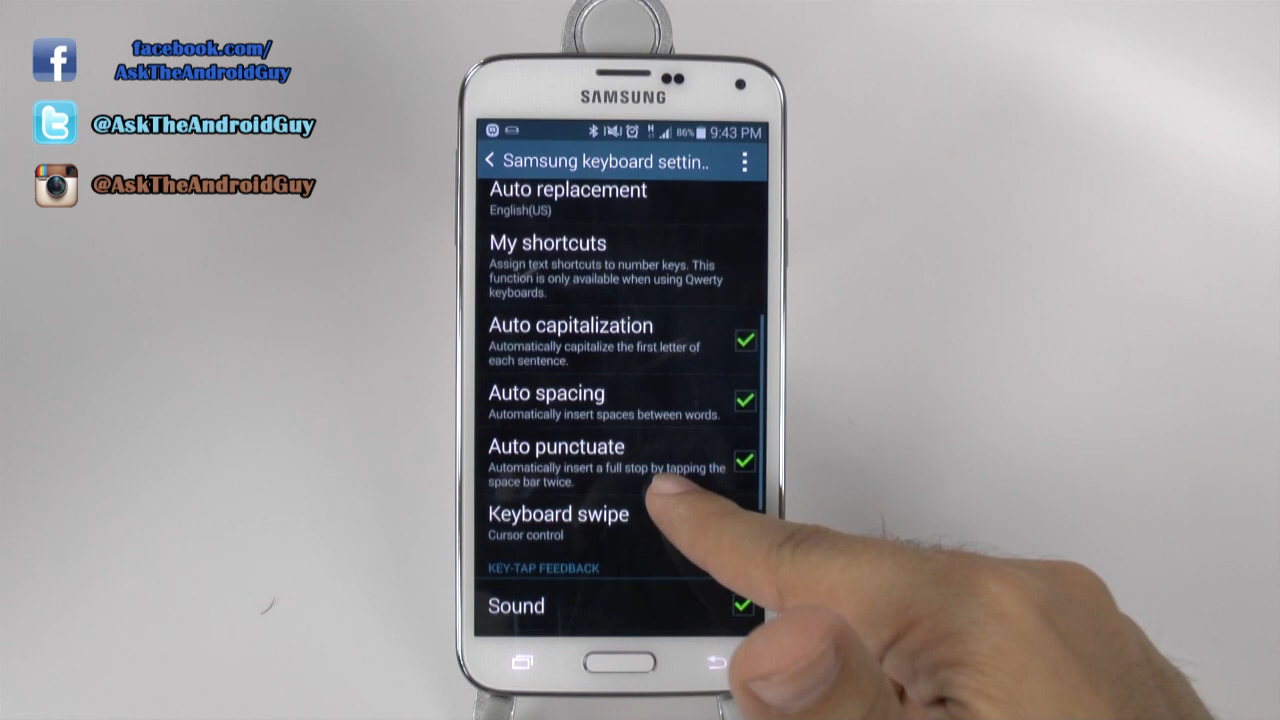 facebook.com/
AskTheAndroidGuy
@AskTheAndroidGuy
@AskTheAndroidGuy
SAMSUNG
86% 9:43 PM
Samsung keyboard settin..
Auto replacement
English(US)
My shortcuts
Assign text shortcuts to number keys. This
function is only available when using Qwerty
keyboards.
Auto capitalization
Automatically capitalize the first letter of
each sentence.
Auto spacing
Automatically insert spaces between words.
Auto punctuate
Automatically insert a full stop by tapping the
space bar twice.
Keyboard swipe
Cursor control
KEY-TAP FEEDBACK
Sound